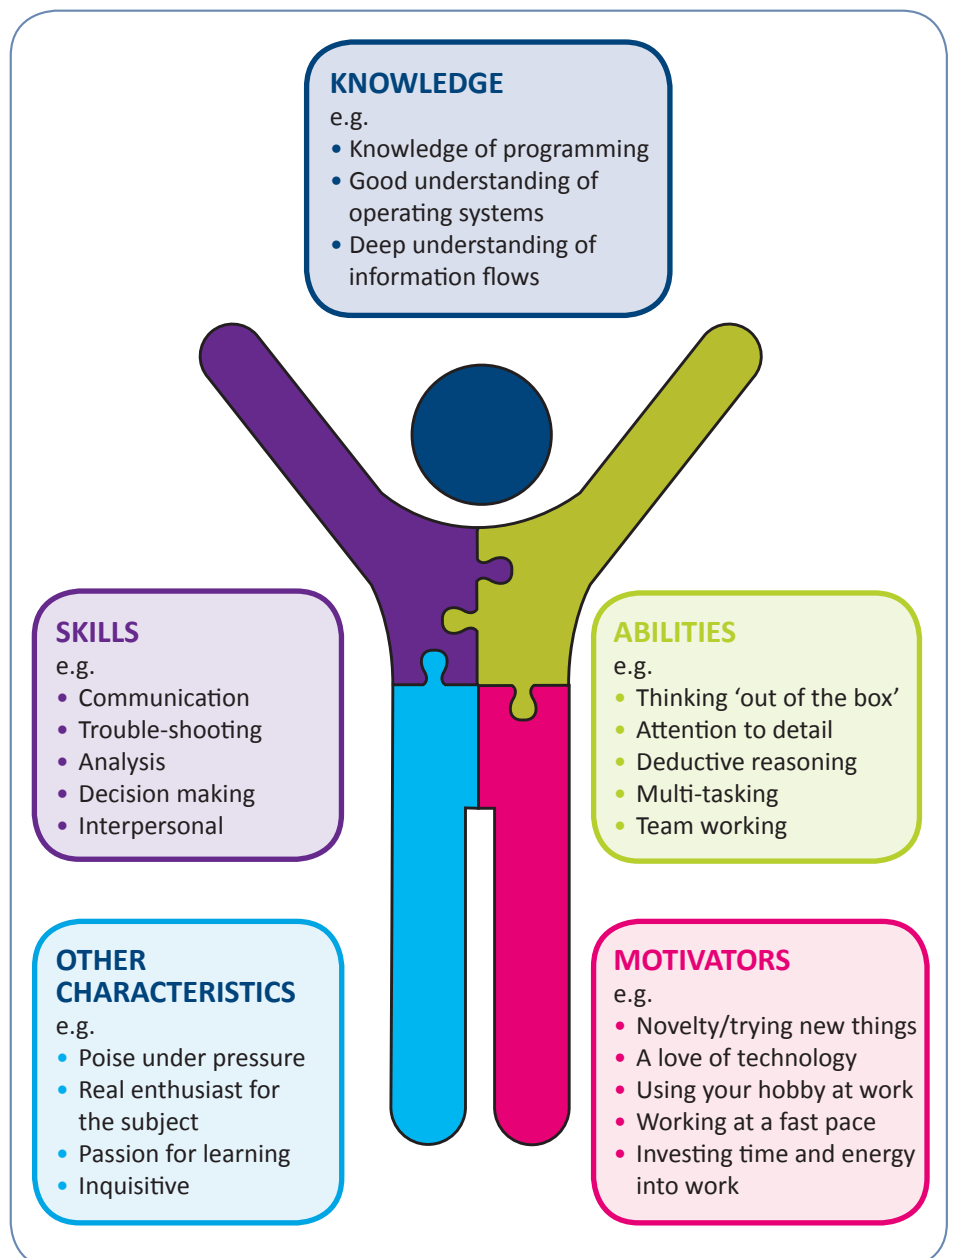 KNOWLEDGE
e.g.
• Knowledge of programming
• Good understanding of
operating systems
• Deep understanding of
information flows
SKILLS
e.g.
• Communication
• Trouble-shooting
• Analysis
• Decision making
• Interpersonal
ABILITIES
e.g.
• Thinking ‘out of the box’
• Attention to detail
• Deductive reasoning
• Multi-tasking
• Team working
OTHER
CHARACTERISTICS
e.g.
• Poise under pressure
• Real enthusiast for
the subject
• Passion for learning
• Inquisitive
MOTIVATORS
e.g.
• Novelty/trying new things
• A love of technology
• Using your hobby at work
• Working at a fast pace
• Investing time and energy
into work